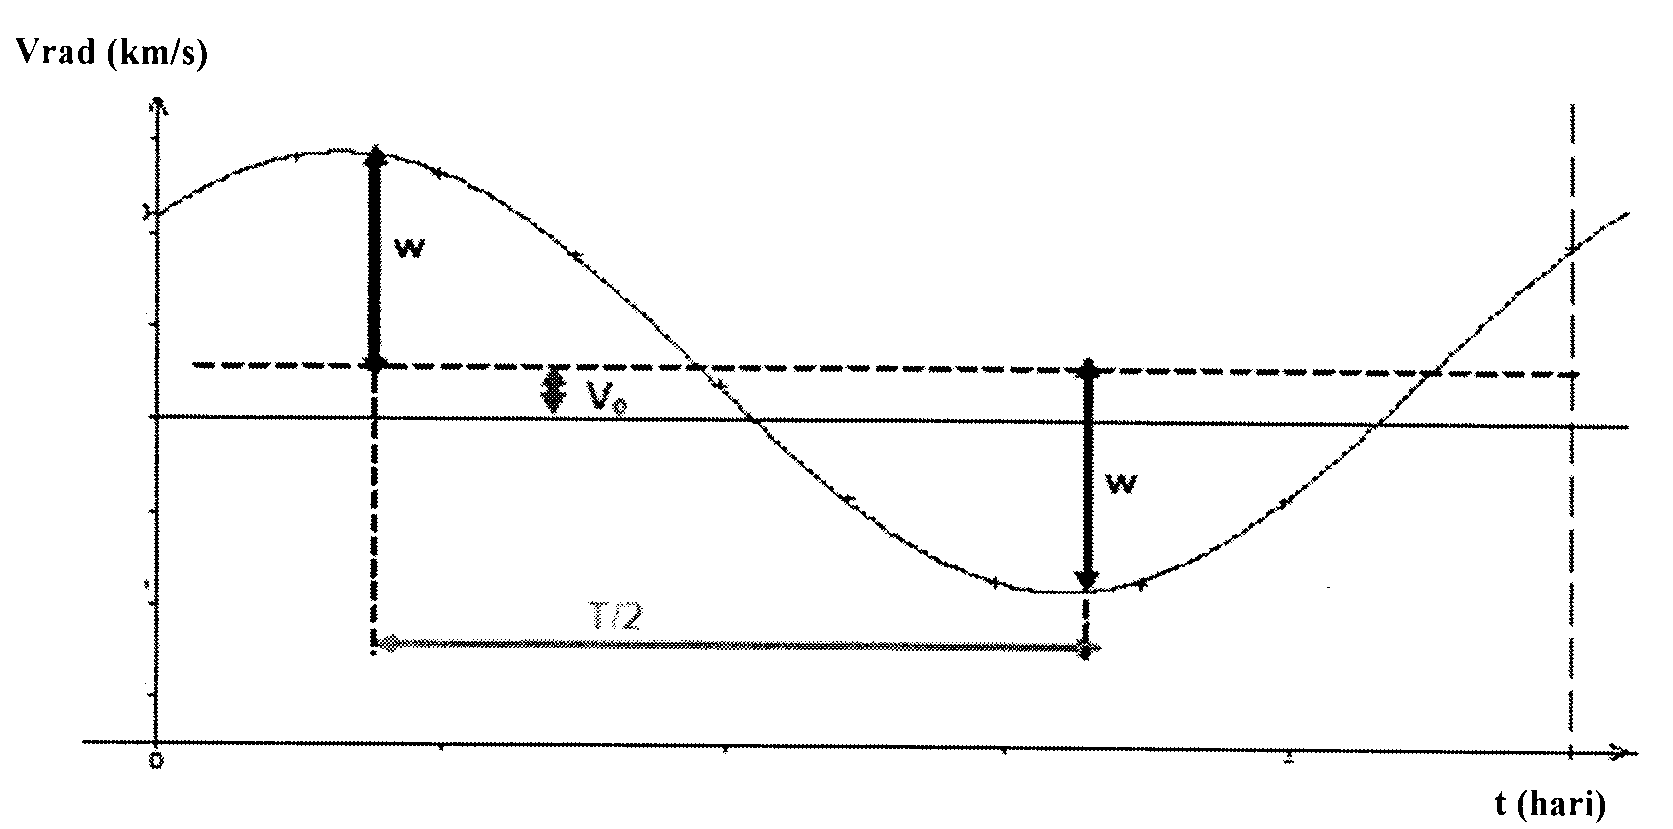 Vrad (km/s)
w
V₀
w
T/2
0
t (hari)